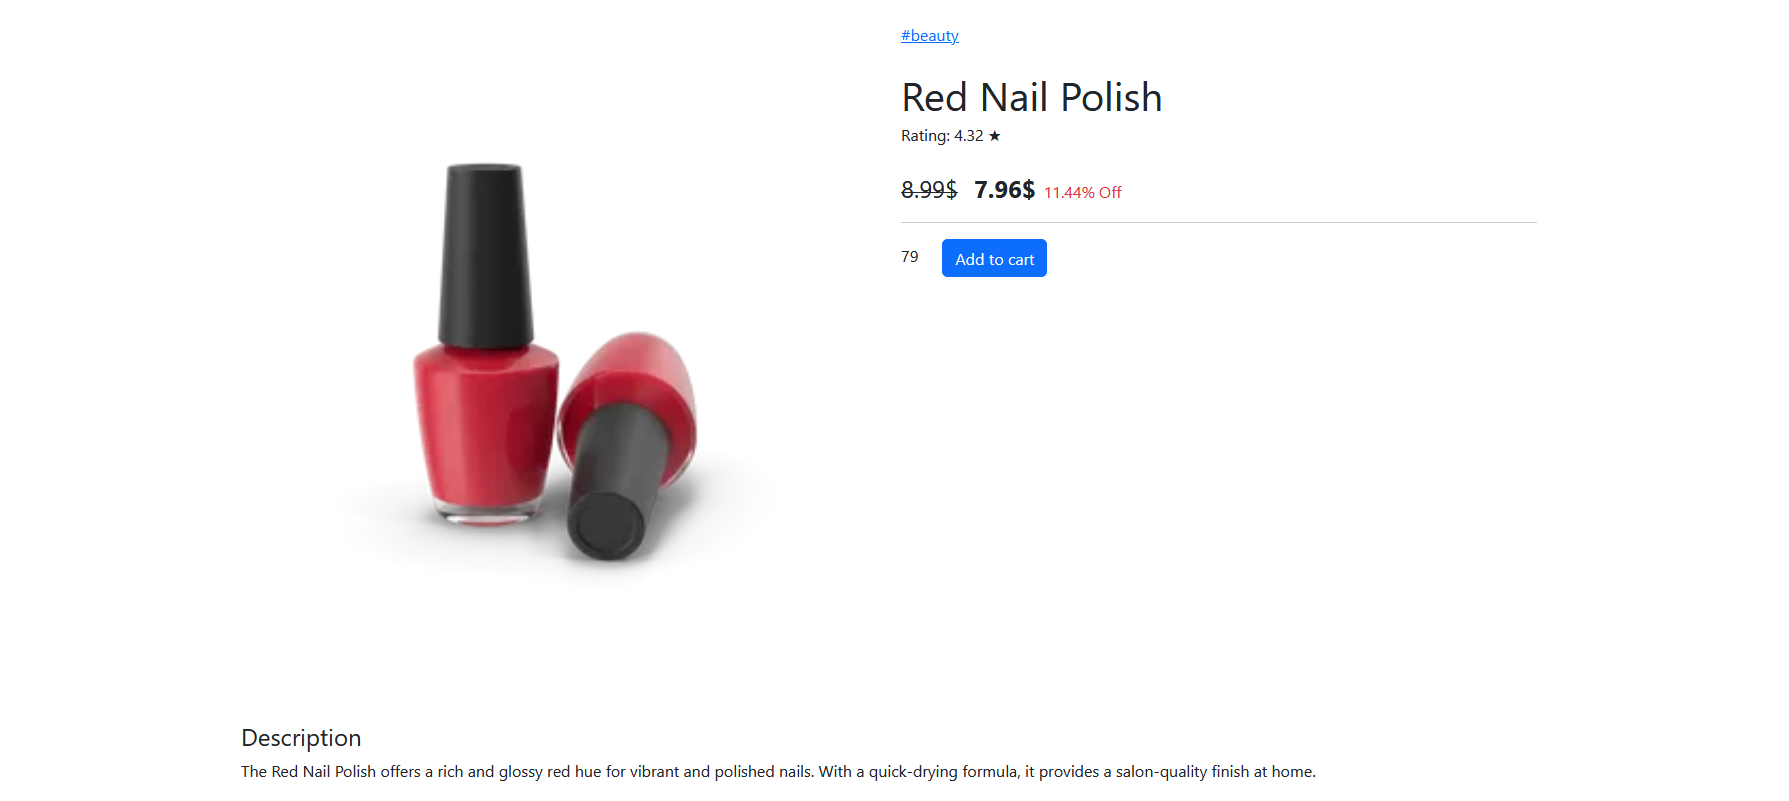 #beauty
Red Nail Polish
Rating: 4.32 ★
8.99$ 7.96$ 11.44% Off
79 Add to cart
Description
The Red Nail Polish offers a rich and glossy red hue for vibrant and polished nails. With a quick-drying formula, it provides a salon-quality finish at home.